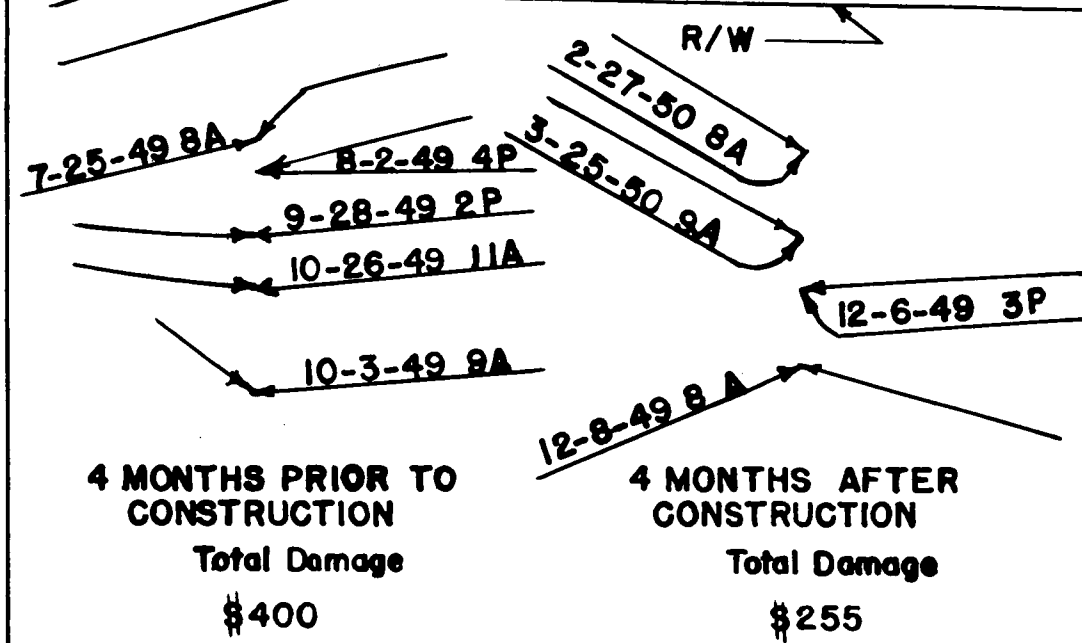 R/W
2-27-50 8A
7-25-49 8A
8-2-49 4P
3-25-50 9A
9-28-49 2P
10-26-49 11A
12-6-49 3P
10-3-49 9A
12-8-49 8 A
4 MONTHS PRIOR TO
CONSTRUCTION
Total Damage
$400
4 MONTHS AFTER
CONSTRUCTION
Total Damage
$255